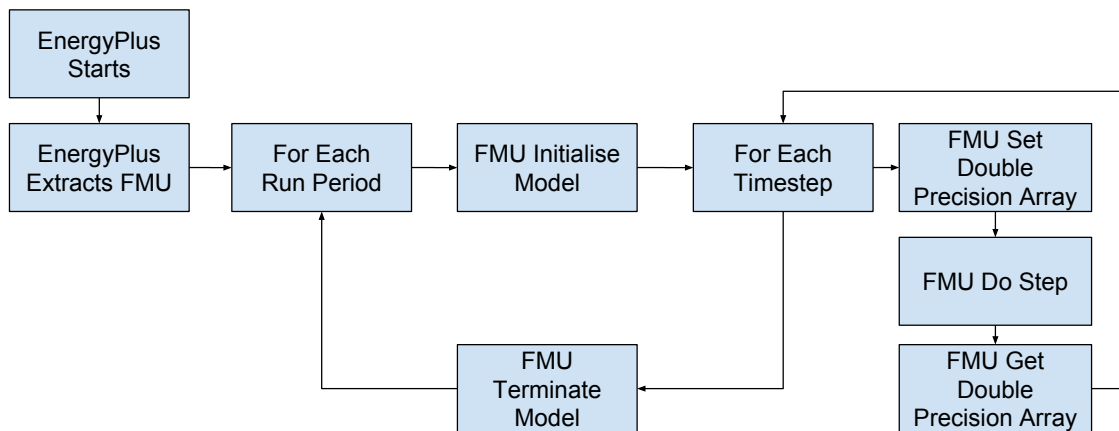 EnergyPlus
Starts
EnergyPlus
Extracts FMU
For Each
Run Period
FMU Initialise
Model
For Each
Timestep
FMU Set
Double
Precision Array
FMU Do Step
FMU Get
Double
Precision Array
FMU
Terminate
Model